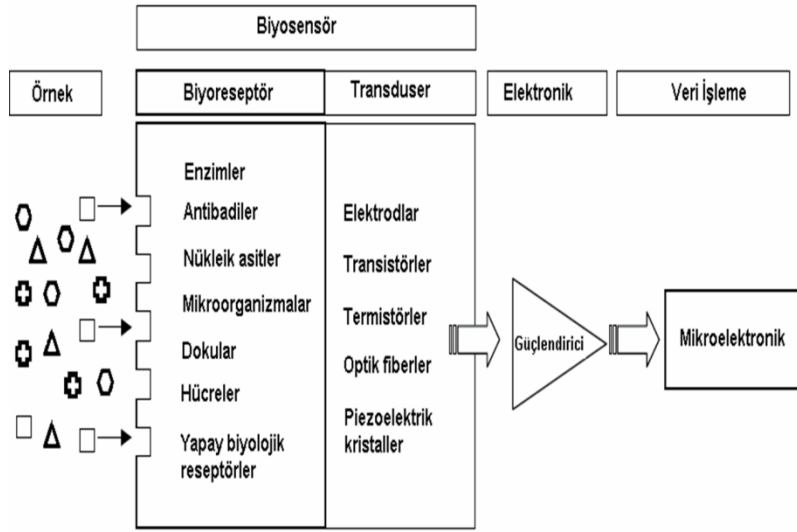 Biyosensör
Örnek
Biyoreseptör
Transduser
Elektronik
Veri İşleme
Enzimler
Antibadiler
Nükleik asitler
Mikroorganizmalar
Dokular
Hücreler
Yapay biyolojik
reseptörler
Elektrodlar
Transistörler
Termistörler
Optik fiberler
Piezoelektrik
kristaller
Güçlendirici
Mikroelektronik